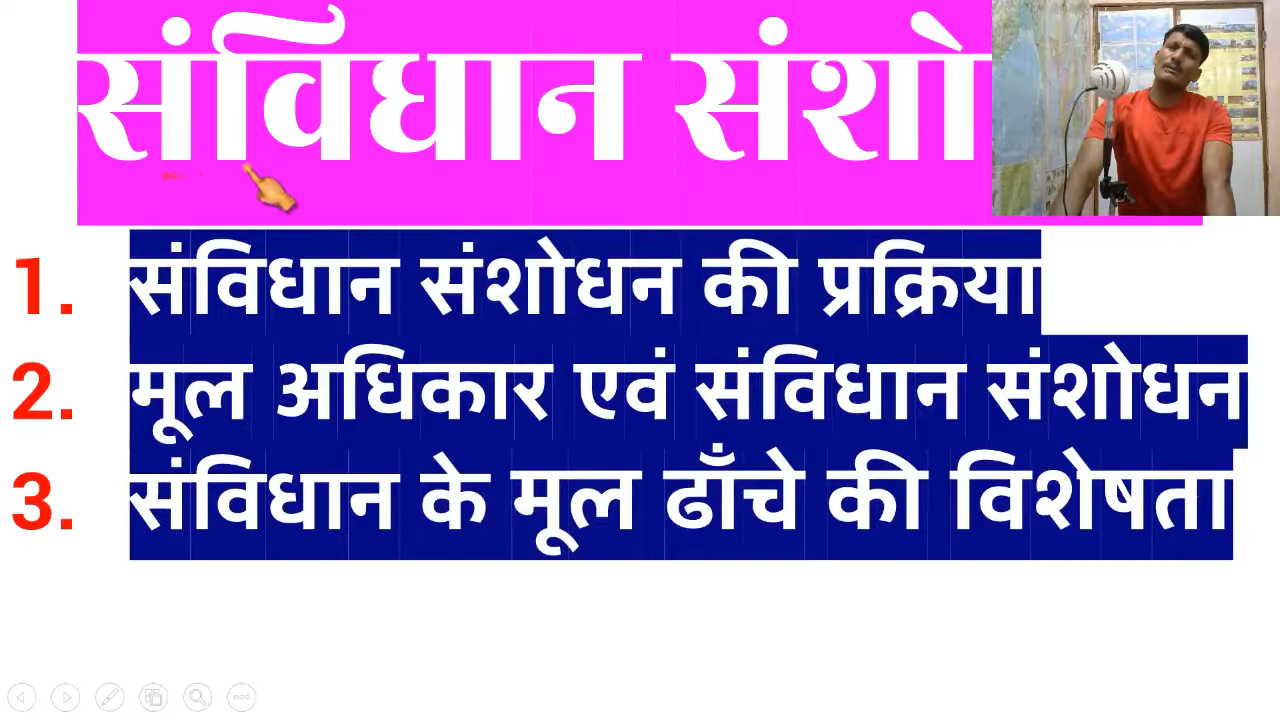 संविधान संशो
1. संविधान संशोधन की प्रक्रिया
2. मूल अधिकार एवं संविधान संशोधन
3. संविधान के मूल ढाँचे की विशेषता